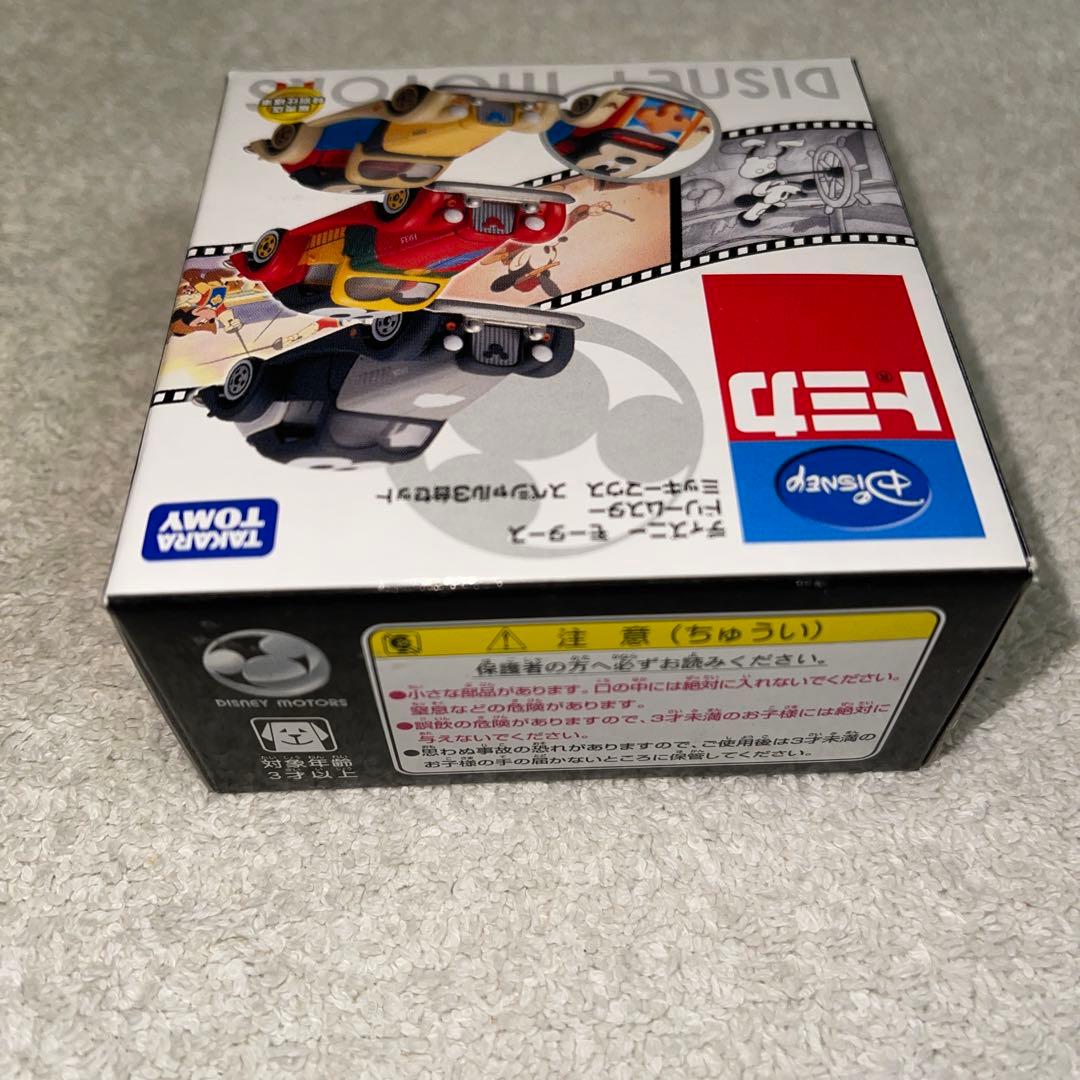 DISNEY MOTORS
トミカ®
Disney
ディズニー モータース
ドリームスター
ミッキーマウス スペシャル3台セット
TAKARA
TOMY
1935
DISNEY MOTORS
対象年齢
3才以上
注意(ちゅうい)
保護者の方へ必ずお読みください。
●小さな部品があります。口の中には絶対に入れないでください。
窒息などの危険があります。
●誤飲の危険がありますので、3才未満のお子様には絶対に
与えないでください。
●思わぬ事故の恐れがありますので、ご使用後は3才未満の
お子様の手の届かないところに保管してください。